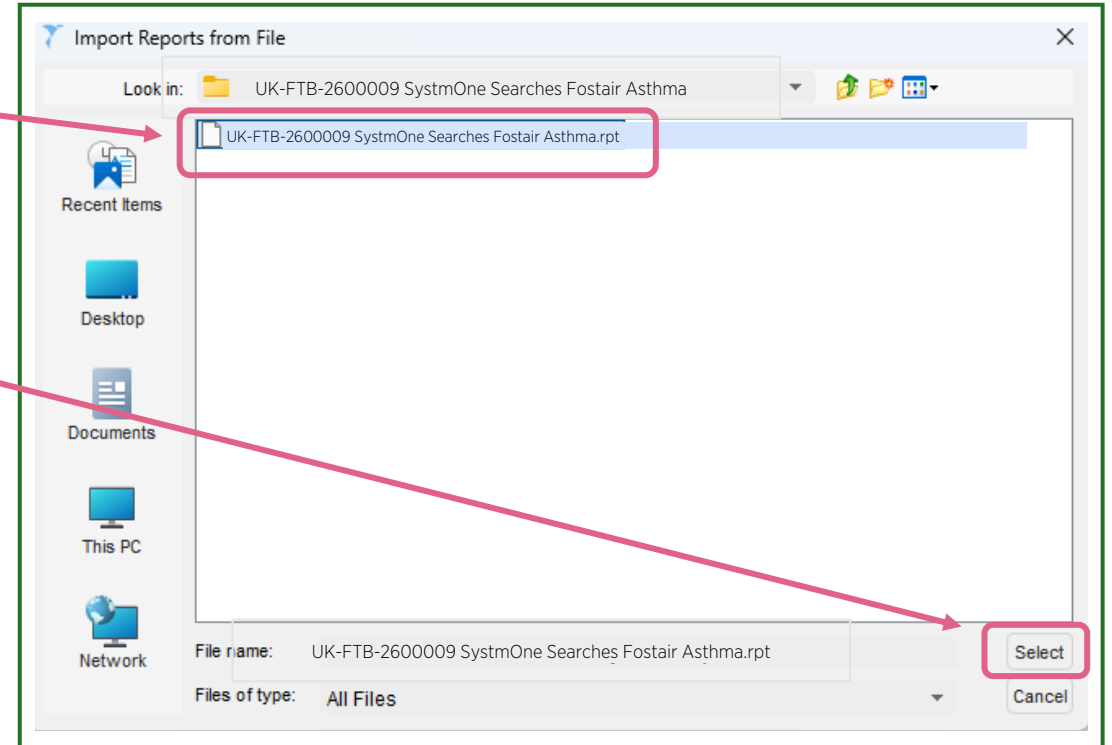 Import Reports from File
Look in: UK-FTB-2600009 SystmOne Searches Fostair Asthma
UK-FTB-2600009 SystmOne Searches Fostair Asthma.rpt
Recent Items
Desktop
Documents
This PC
Network
File name: UK-FTB-2600009 SystmOne Searches Fostair Asthma.rpt
Select
Files of type: All Files
Cancel